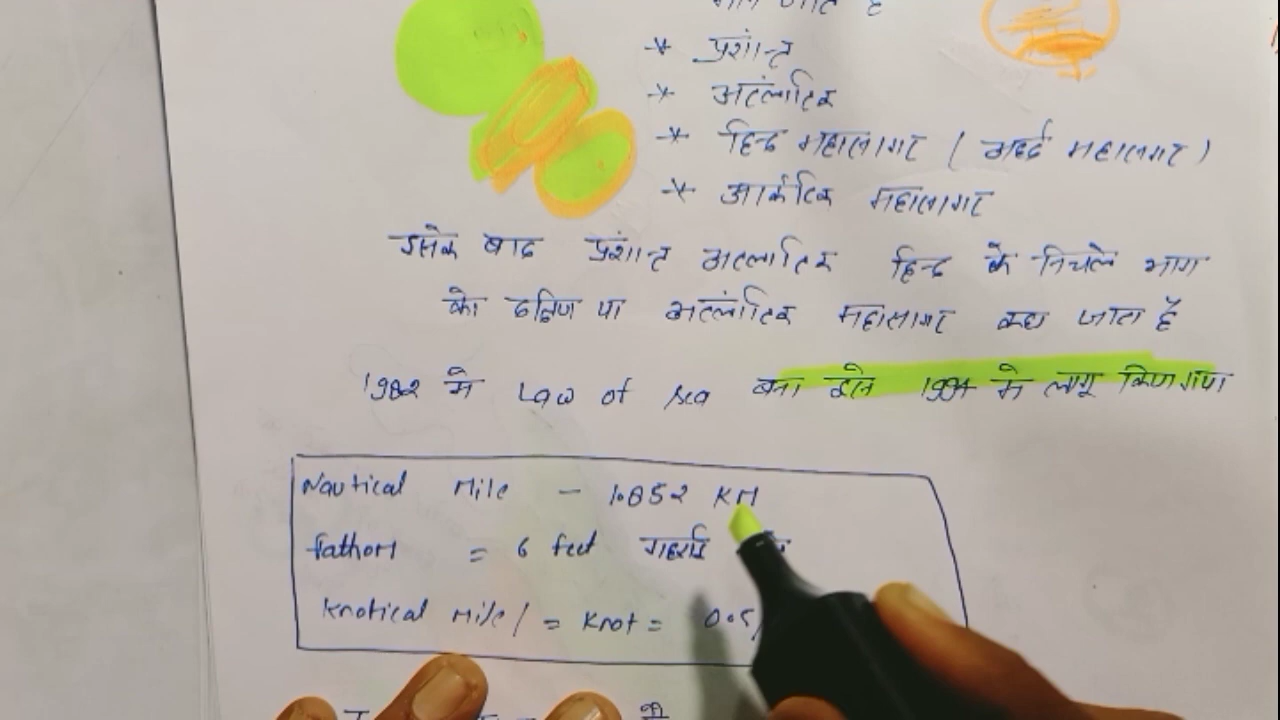 * प्रशान्त
* अटलांटिक
* हिन्द महासागर ( अर्द्ध महासागर )
* आर्कटिक महासागर
इसके बाद प्रशान्त अटलांटिक हिन्द के निचले भाग
को दक्षिण या अटलांटिक महासागर कहा जाता है
1982 मे Law of sea बना 1994 मे लागू किया गया
Nautical Mile - 1.852 KM
fathom = 6 feet गहराई
Knotical mile / = Knot = 0.5